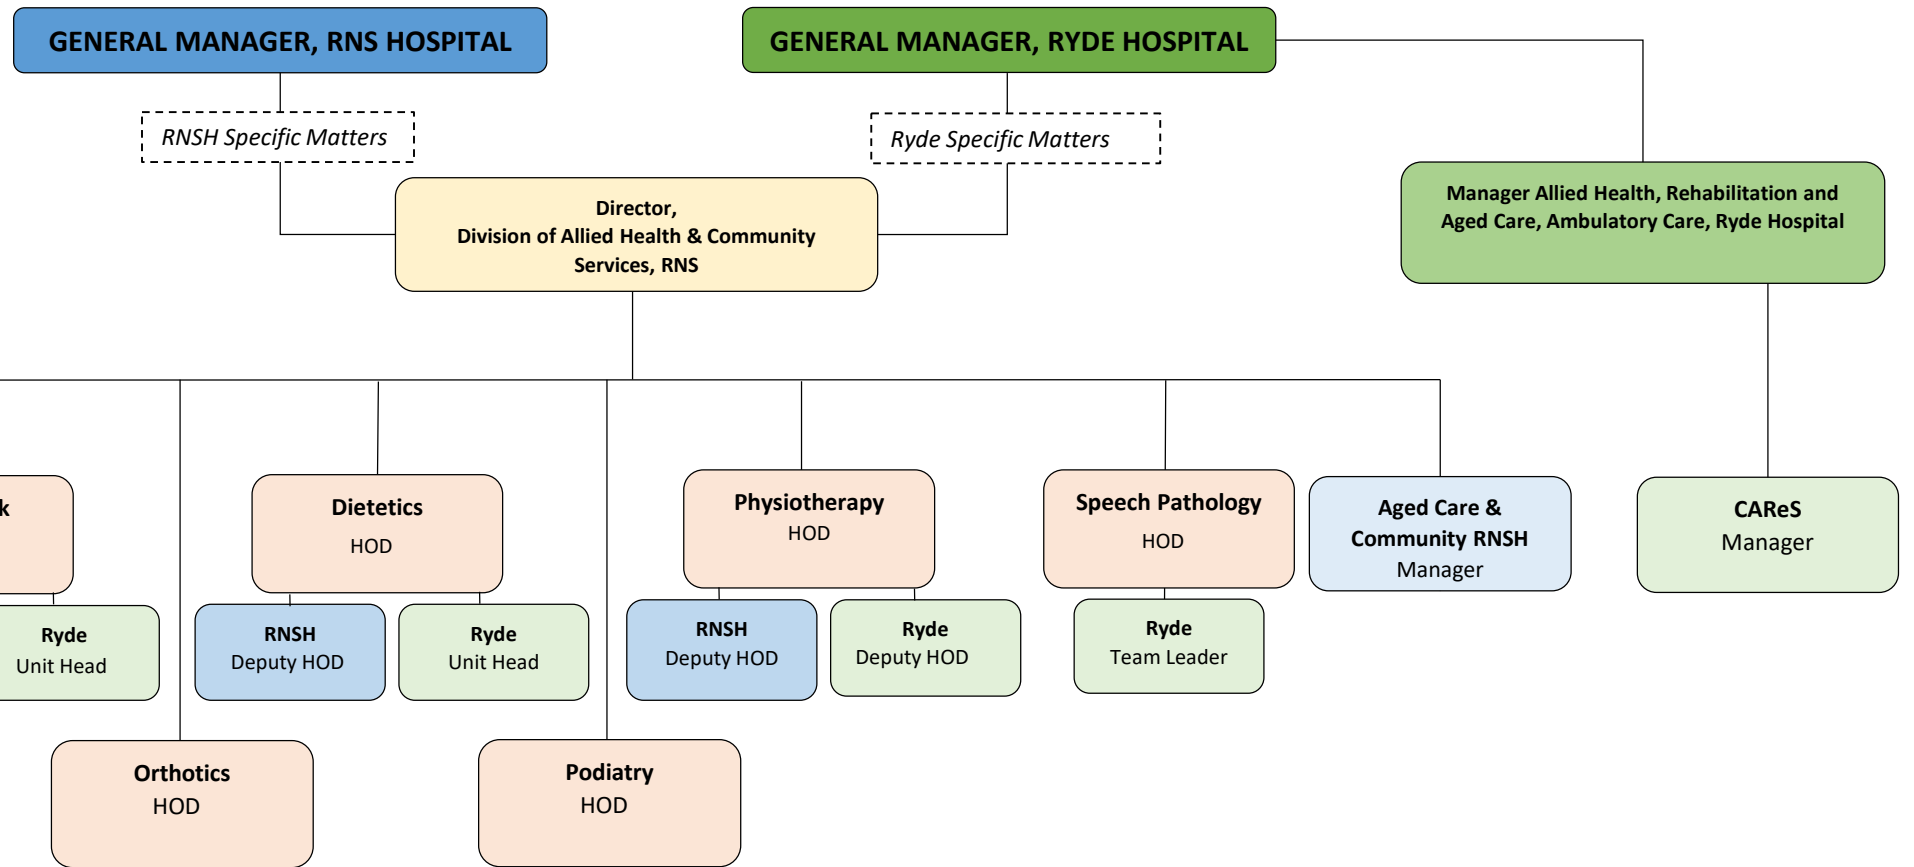 GENERAL MANAGER, RNS HOSPITAL
GENERAL MANAGER, RYDE HOSPITAL
RNSH Specific Matters
Ryde Specific Matters
Director,
Division of Allied Health & Community
Services, RNS
Manager Allied Health, Rehabilitation and
Aged Care, Ambulatory Care, Ryde Hospital
k
Dietetics
HOD
Physiotherapy
HOD
Speech Pathology
HOD
Aged Care &
Community RNSH
Manager
CAReS
Manager
Ryde
Unit Head
RNSH
Deputy HOD
Ryde
Unit Head
RNSH
Deputy HOD
Ryde
Deputy HOD
Ryde
Team Leader
Orthotics
HOD
Podiatry
HOD